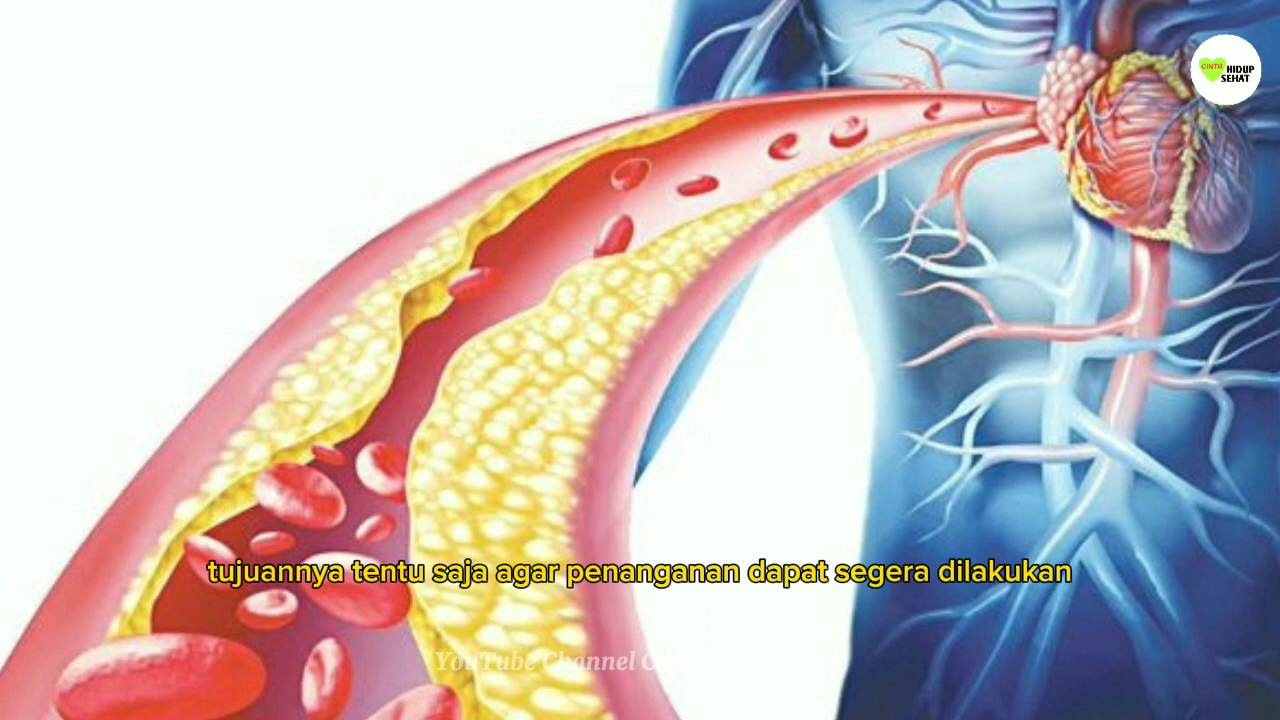 CINTA HIDUP
SEHAT
tujuannya tentu saja agar penanganan dapat segera dilakukan
YouTube Channel